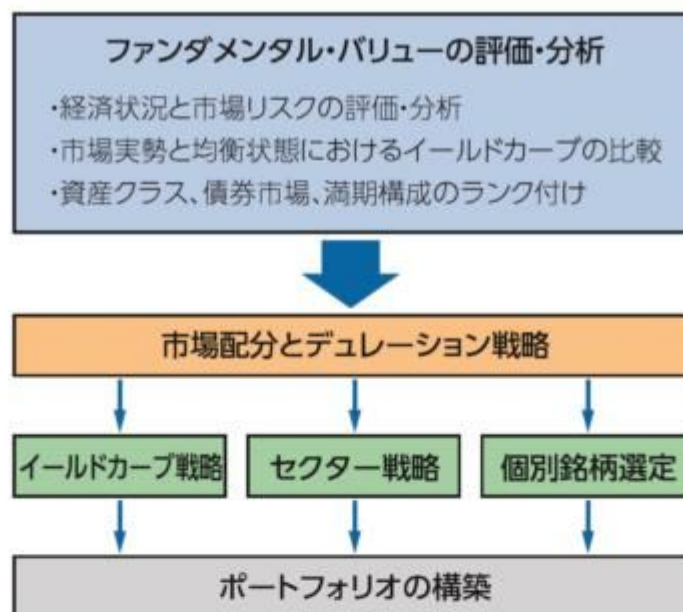 ファンダメンタル・バリューの評価・分析
・経済状況と市場リスクの評価・分析
・市場実勢と均衡状態におけるイールドカーブの比較
・資産クラス、債券市場、満期構成のランク付け
市場配分とデュレーション戦略
イールドカーブ戦略
セクター戦略
個別銘柄選定
ポートフォリオの構築